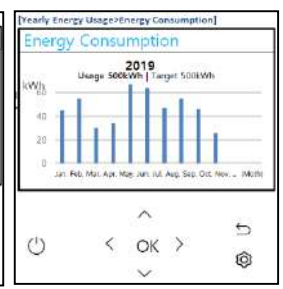 [Yearly Energy Usage>Energy Consumption]
Energy Consumption
2019
Usage 500kWh | Target 500kWh
kWh
60
40
20
0
Jan. Feb. Mar. Apr. May. Jun. Jul. Aug. Sep. Oct. Nov. .. (Moth)
OK